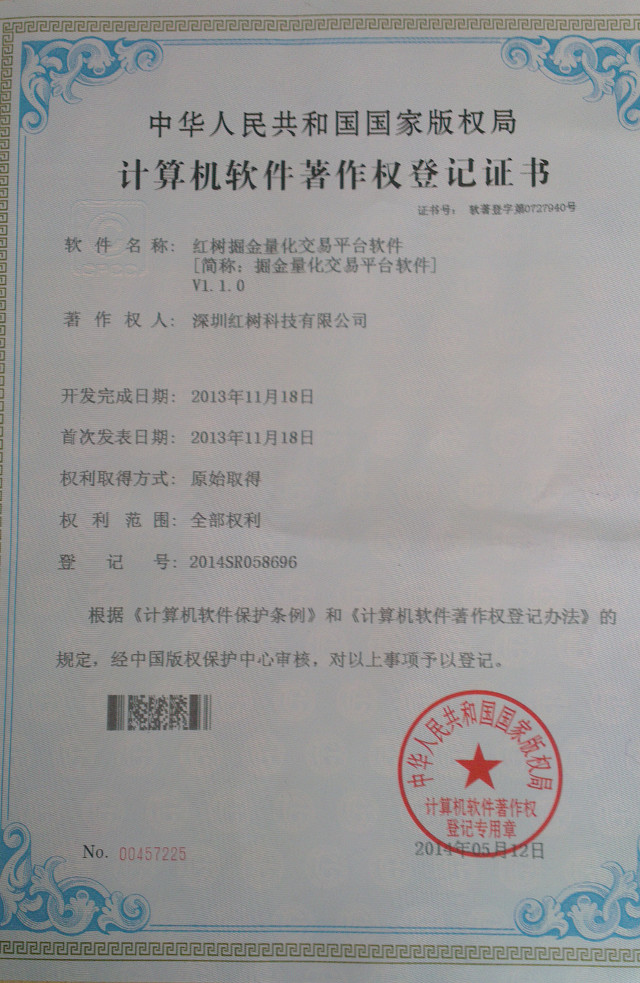 中华人民共和国国家版权局
计算机软件著作权登记证书
证书号： 软著登字第0727940号
软件名称： 红树掘金量化交易平台软件
[简称：掘金量化交易平台软件]
V1.1.0
著作权人： 深圳红树科技有限公司
开发完成日期： 2013年11月18日
首次发表日期： 2013年11月18日
权利取得方式： 原始取得
权利范围： 全部权利
登记号： 2014SR058696
根据《计算机软件保护条例》和《计算机软件著作权登记办法》的
规定，经中国版权保护中心审核，对以上事项予以登记。
中华人民共和国国家版权局
计算机软件著作权
登记专用章
No. 00457225
2014年05月12日